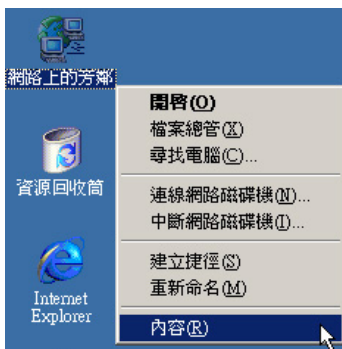 網路上的芳鄰
開啟(O)
檔案總管(X)
尋找電腦(C)...
資源回收筒
連線網路磁碟機(N)...
中斷網路磁碟機(I)...
建立捷徑(S)
重新命名(M)
Internet
Explorer
內容(R)